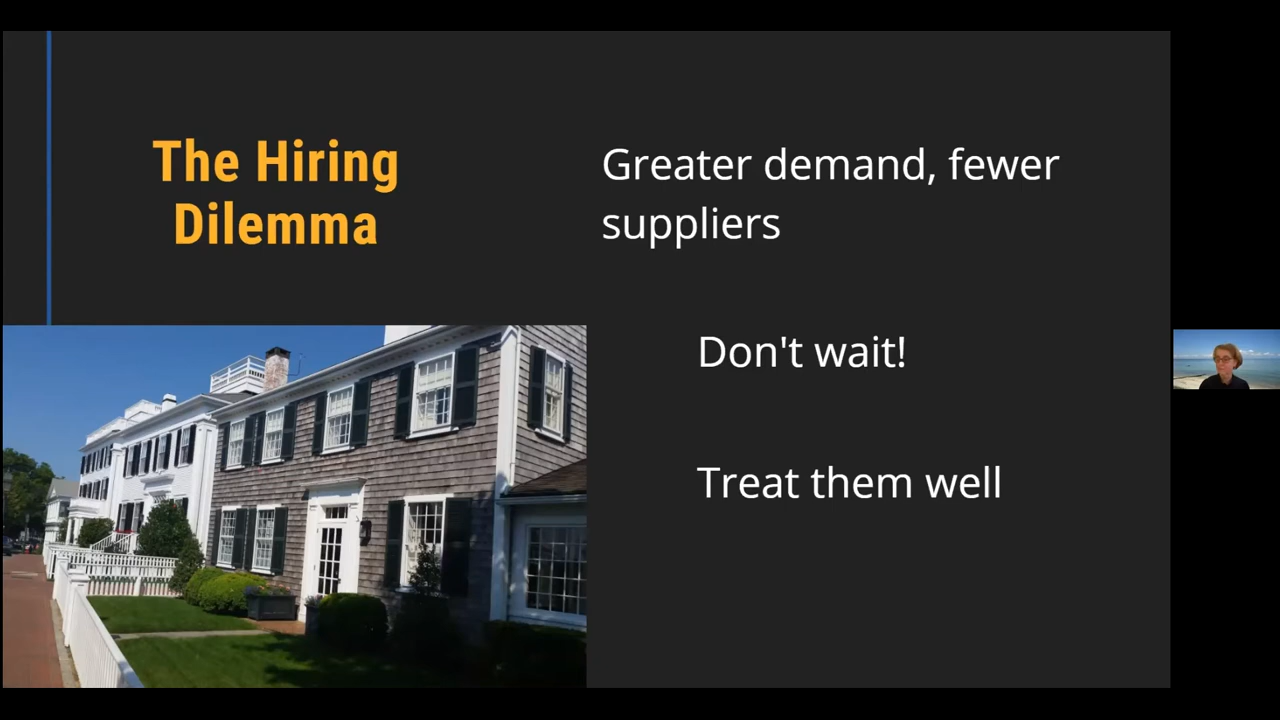 The Hiring
Dilemma
Greater demand, fewer
suppliers
Don't wait!
Treat them well